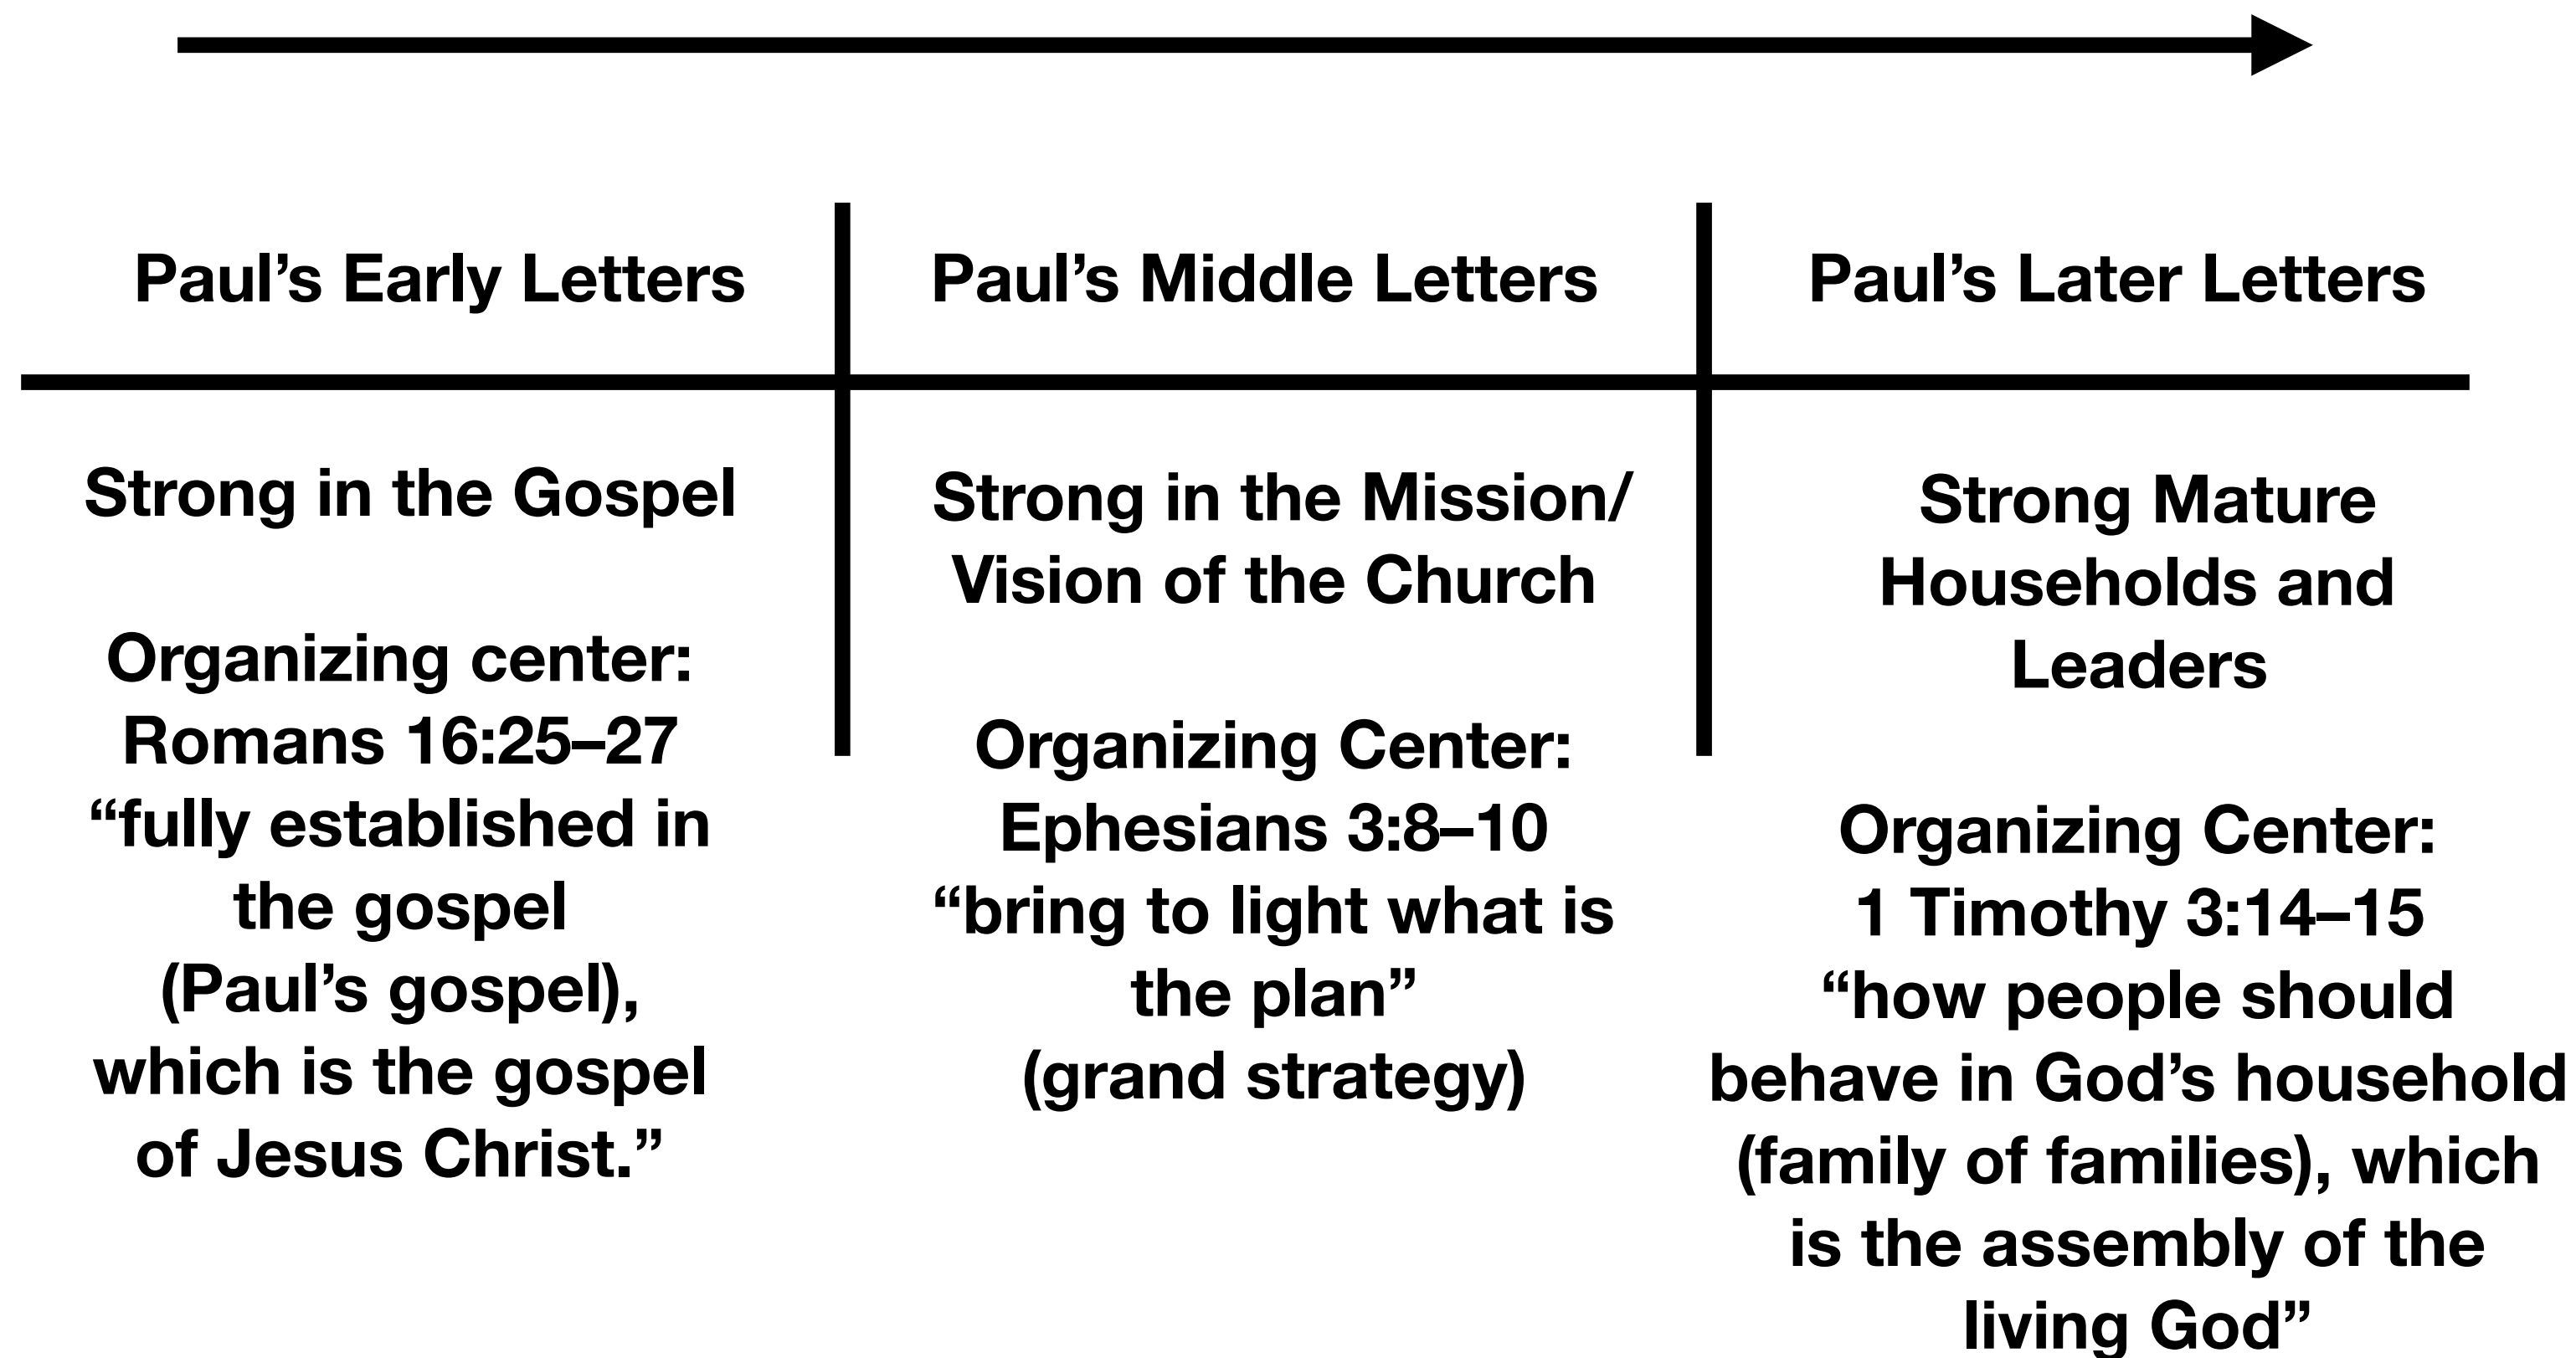 Paul’s Early Letters
Strong in the Gospel
Organizing center:
Romans 16:25–27
“fully established in
the gospel
(Paul’s gospel),
which is the gospel
of Jesus Christ.”
Paul’s Middle Letters
Strong in the Mission/
Vision of the Church
Organizing Center:
Ephesians 3:8–10
“bring to light what is
the plan”
(grand strategy)
Paul’s Later Letters
Strong Mature
Households and
Leaders
Organizing Center:
1 Timothy 3:14–15
“how people should
behave in God’s household
(family of families), which
is the assembly of the
living God”